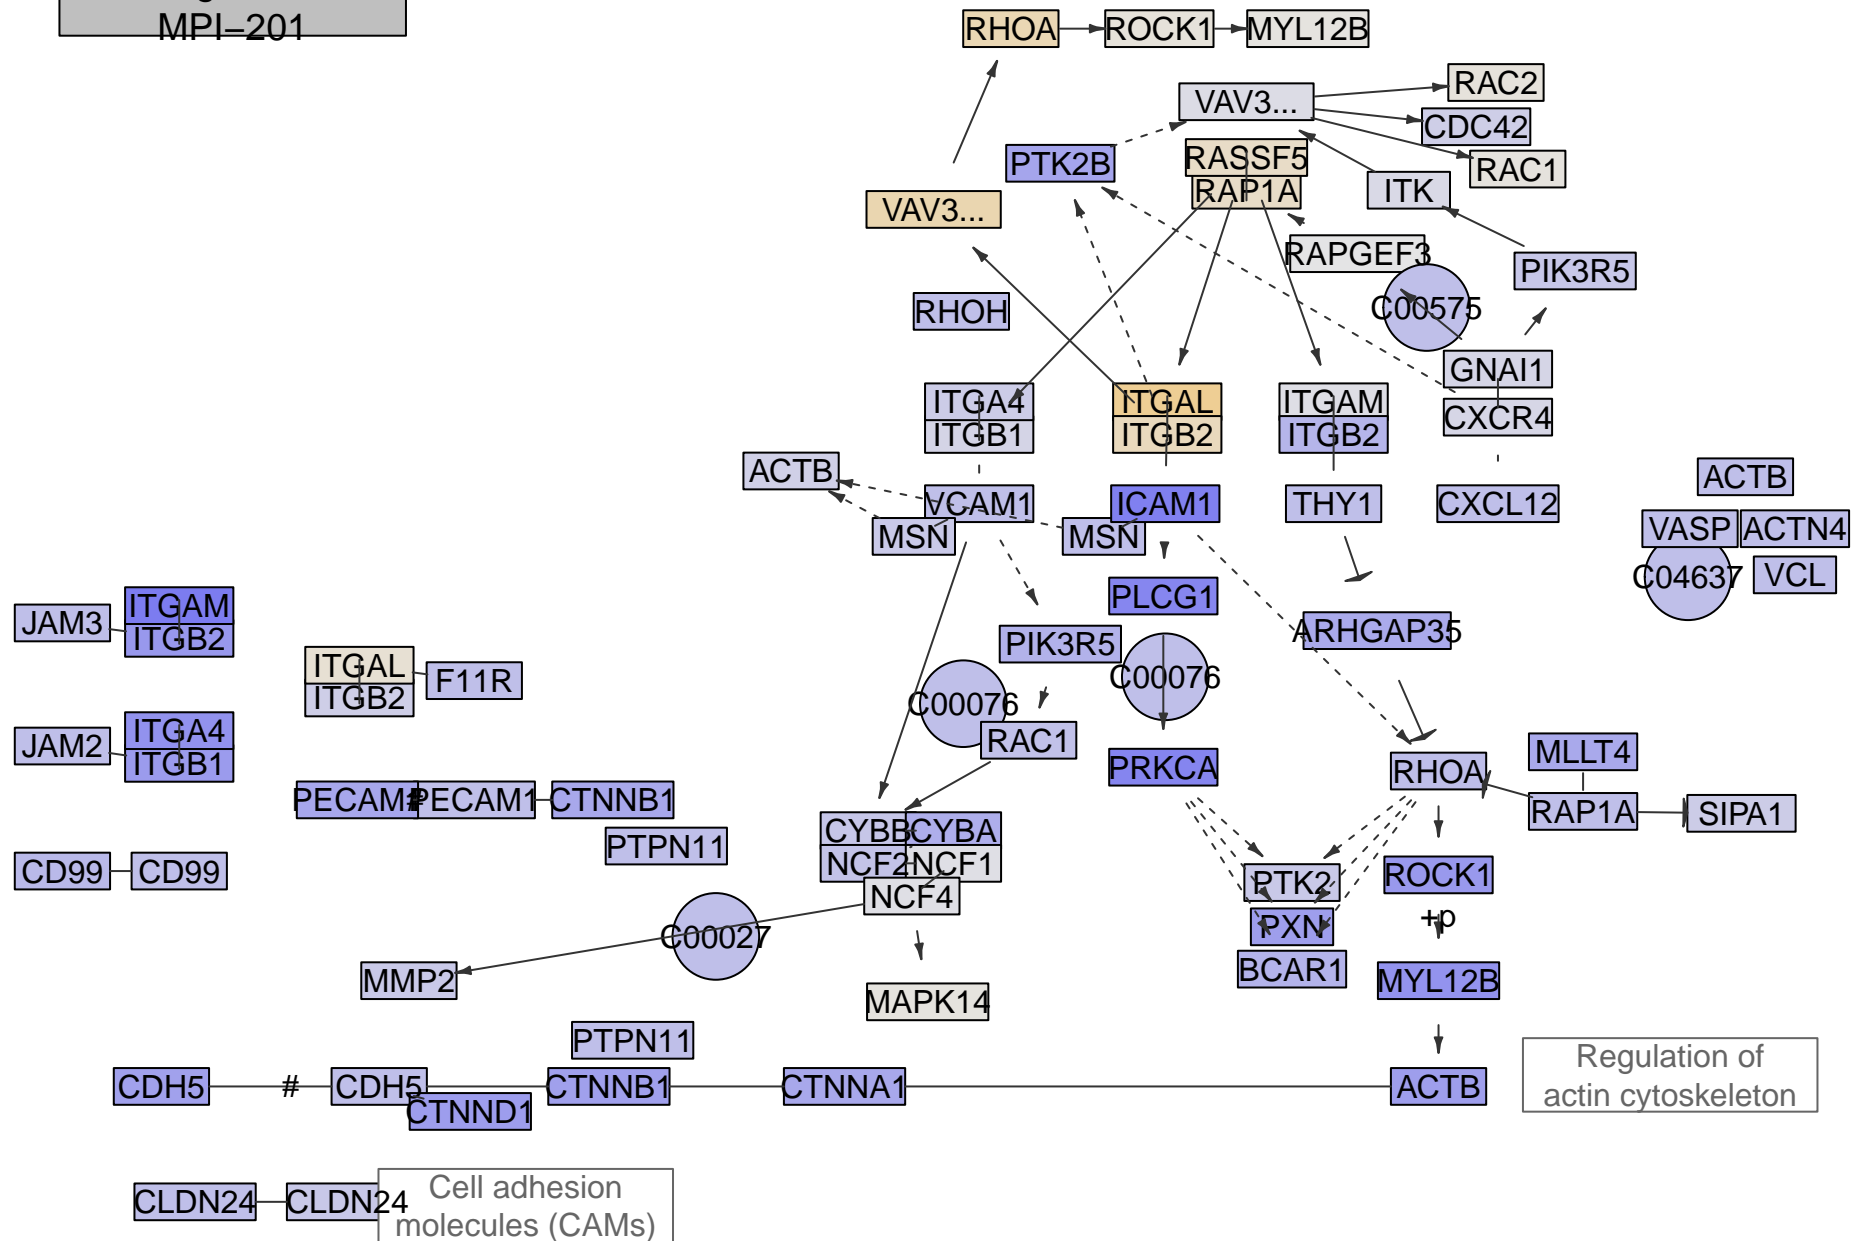 MPI−201
RHOA
ROCK1
MYL12B
VAV3...
RAC2
CDC42
RAC1
PTK2B
RASSF5
RAP1A
ITK
VAV3...
RAPGEF3
PIK3R5
C00575
RHOH
GNAI1
CXCR4
ITGA4
ITGB1
ITGAL
ITGB2
ITGAM
ITGB2
ACTB
VCAM1
MSN
MSN
ICAM1
THY1
CXCL12
ACTB
VASP
ACTN4
C04637
VCL
PLCG1
JAM3
ITGAM
ITGB2
ITGAL
ITGB2
F11R
PIK3R5
C00076
C00076
ARHGAP35
RAC1
JAM2
ITGA4
ITGB1
PRKCA
RHOA
MLLT4
RAP1A
SIPA1
PECAM1
#
PECAM1
CTNNB1
PTPN11
CYBB
CYBA
NCF2
NCF1
NCF4
CD99
CD99
PTK2
PXN
BCAR1
ROCK1
+p
C00027
MMP2
MAPK14
MYL12B
PTPN11
CDH5
#
CDH5
CTNND1
CTNNB1
CTNNA1
ACTB
Regulation of
actin cytoskeleton
CLDN24
CLDN24
Cell adhesion
molecules (CAMs)